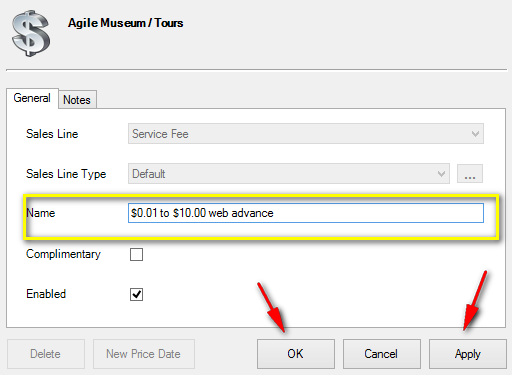 Agile Museum / Tours
General Notes
Sales Line Service Fee
Sales Line Type Default ...
Name $0.01 to $10.00 web advance
Complimentary
Enabled
Delete New Price Date OK Cancel Apply